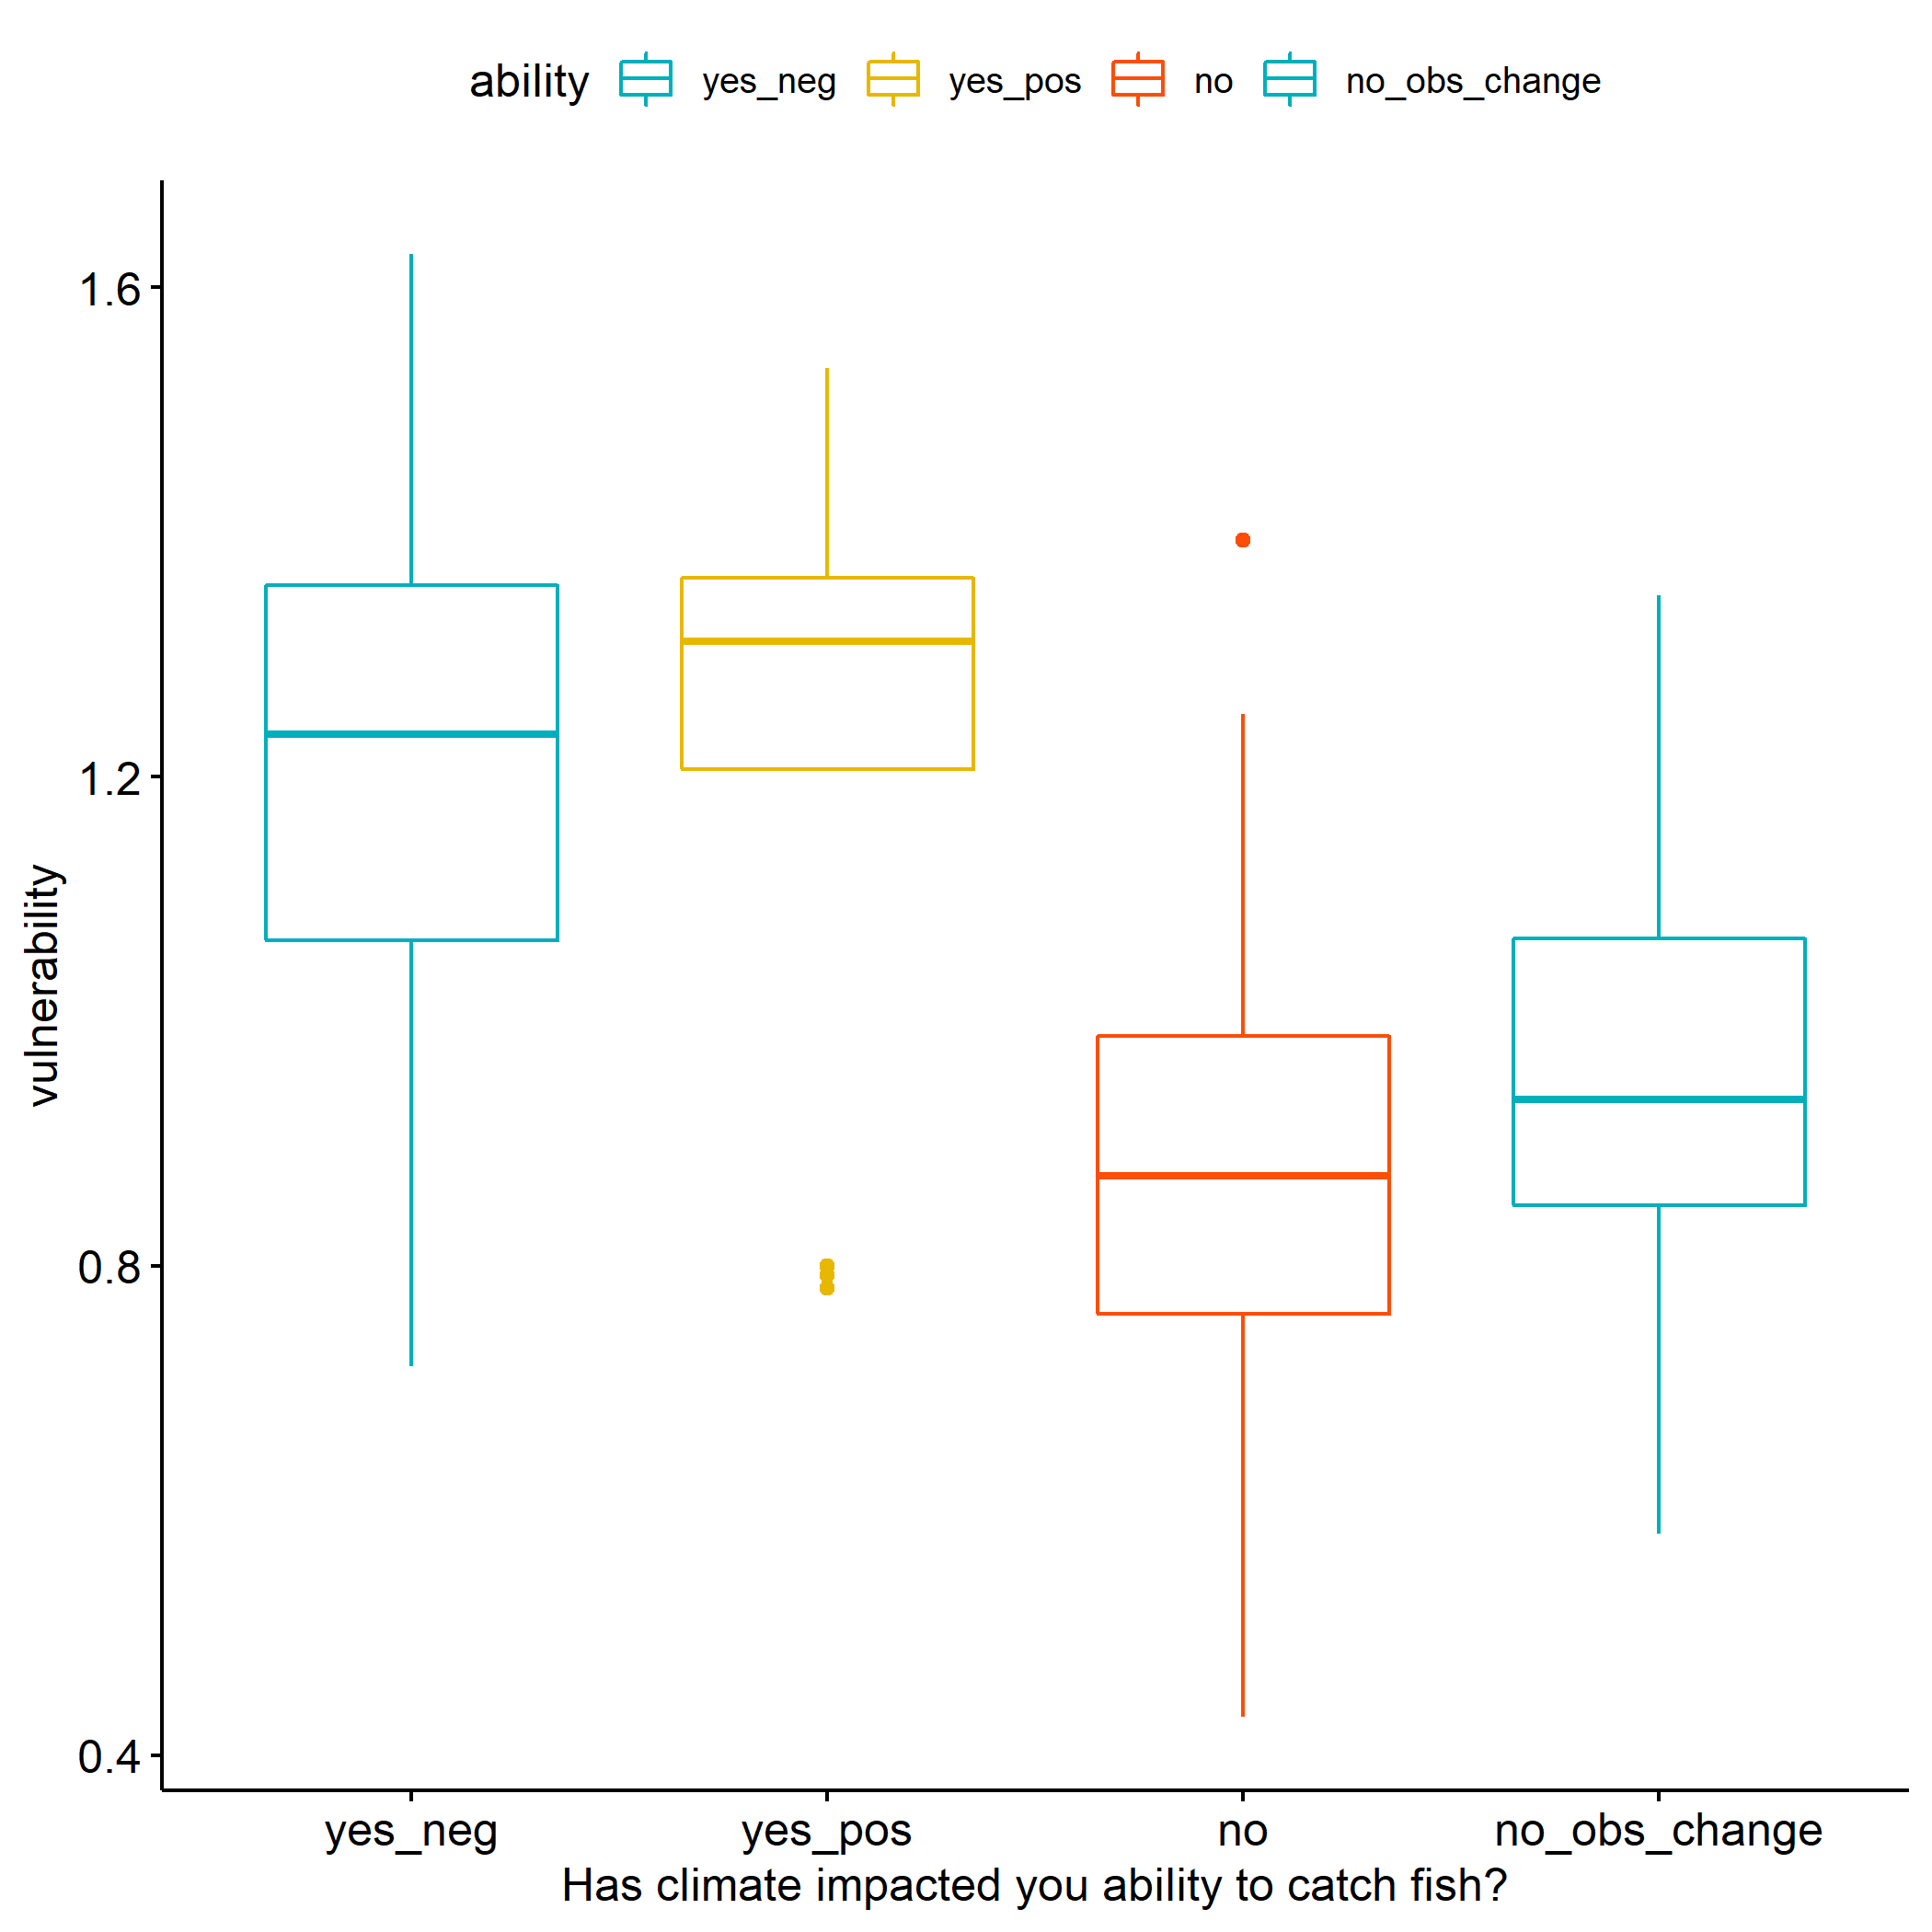 ability yes_neg yes_pos no no_obs_change
1.6
1.2
0.8
0.4
vulnerability
yes_neg yes_pos no no_obs_change
Has climate impacted you ability to catch fish?